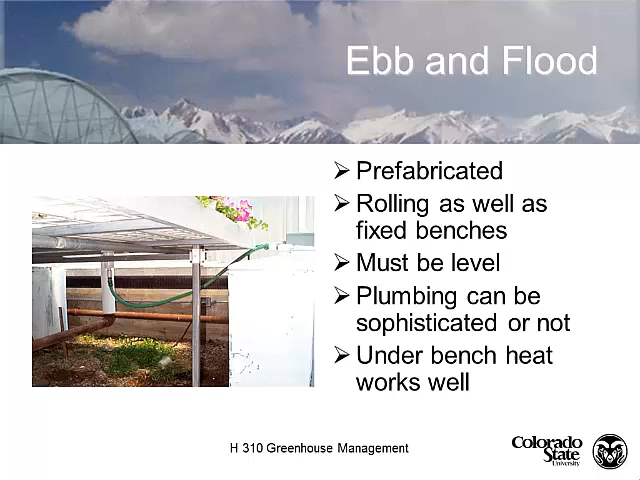 Ebb and Flood
➢ Prefabricated
➢ Rolling as well as
fixed benches
➢ Must be level
➢ Plumbing can be
sophisticated or not
➢ Under bench heat
works well
H 310 Greenhouse Management
Colorado
State
University